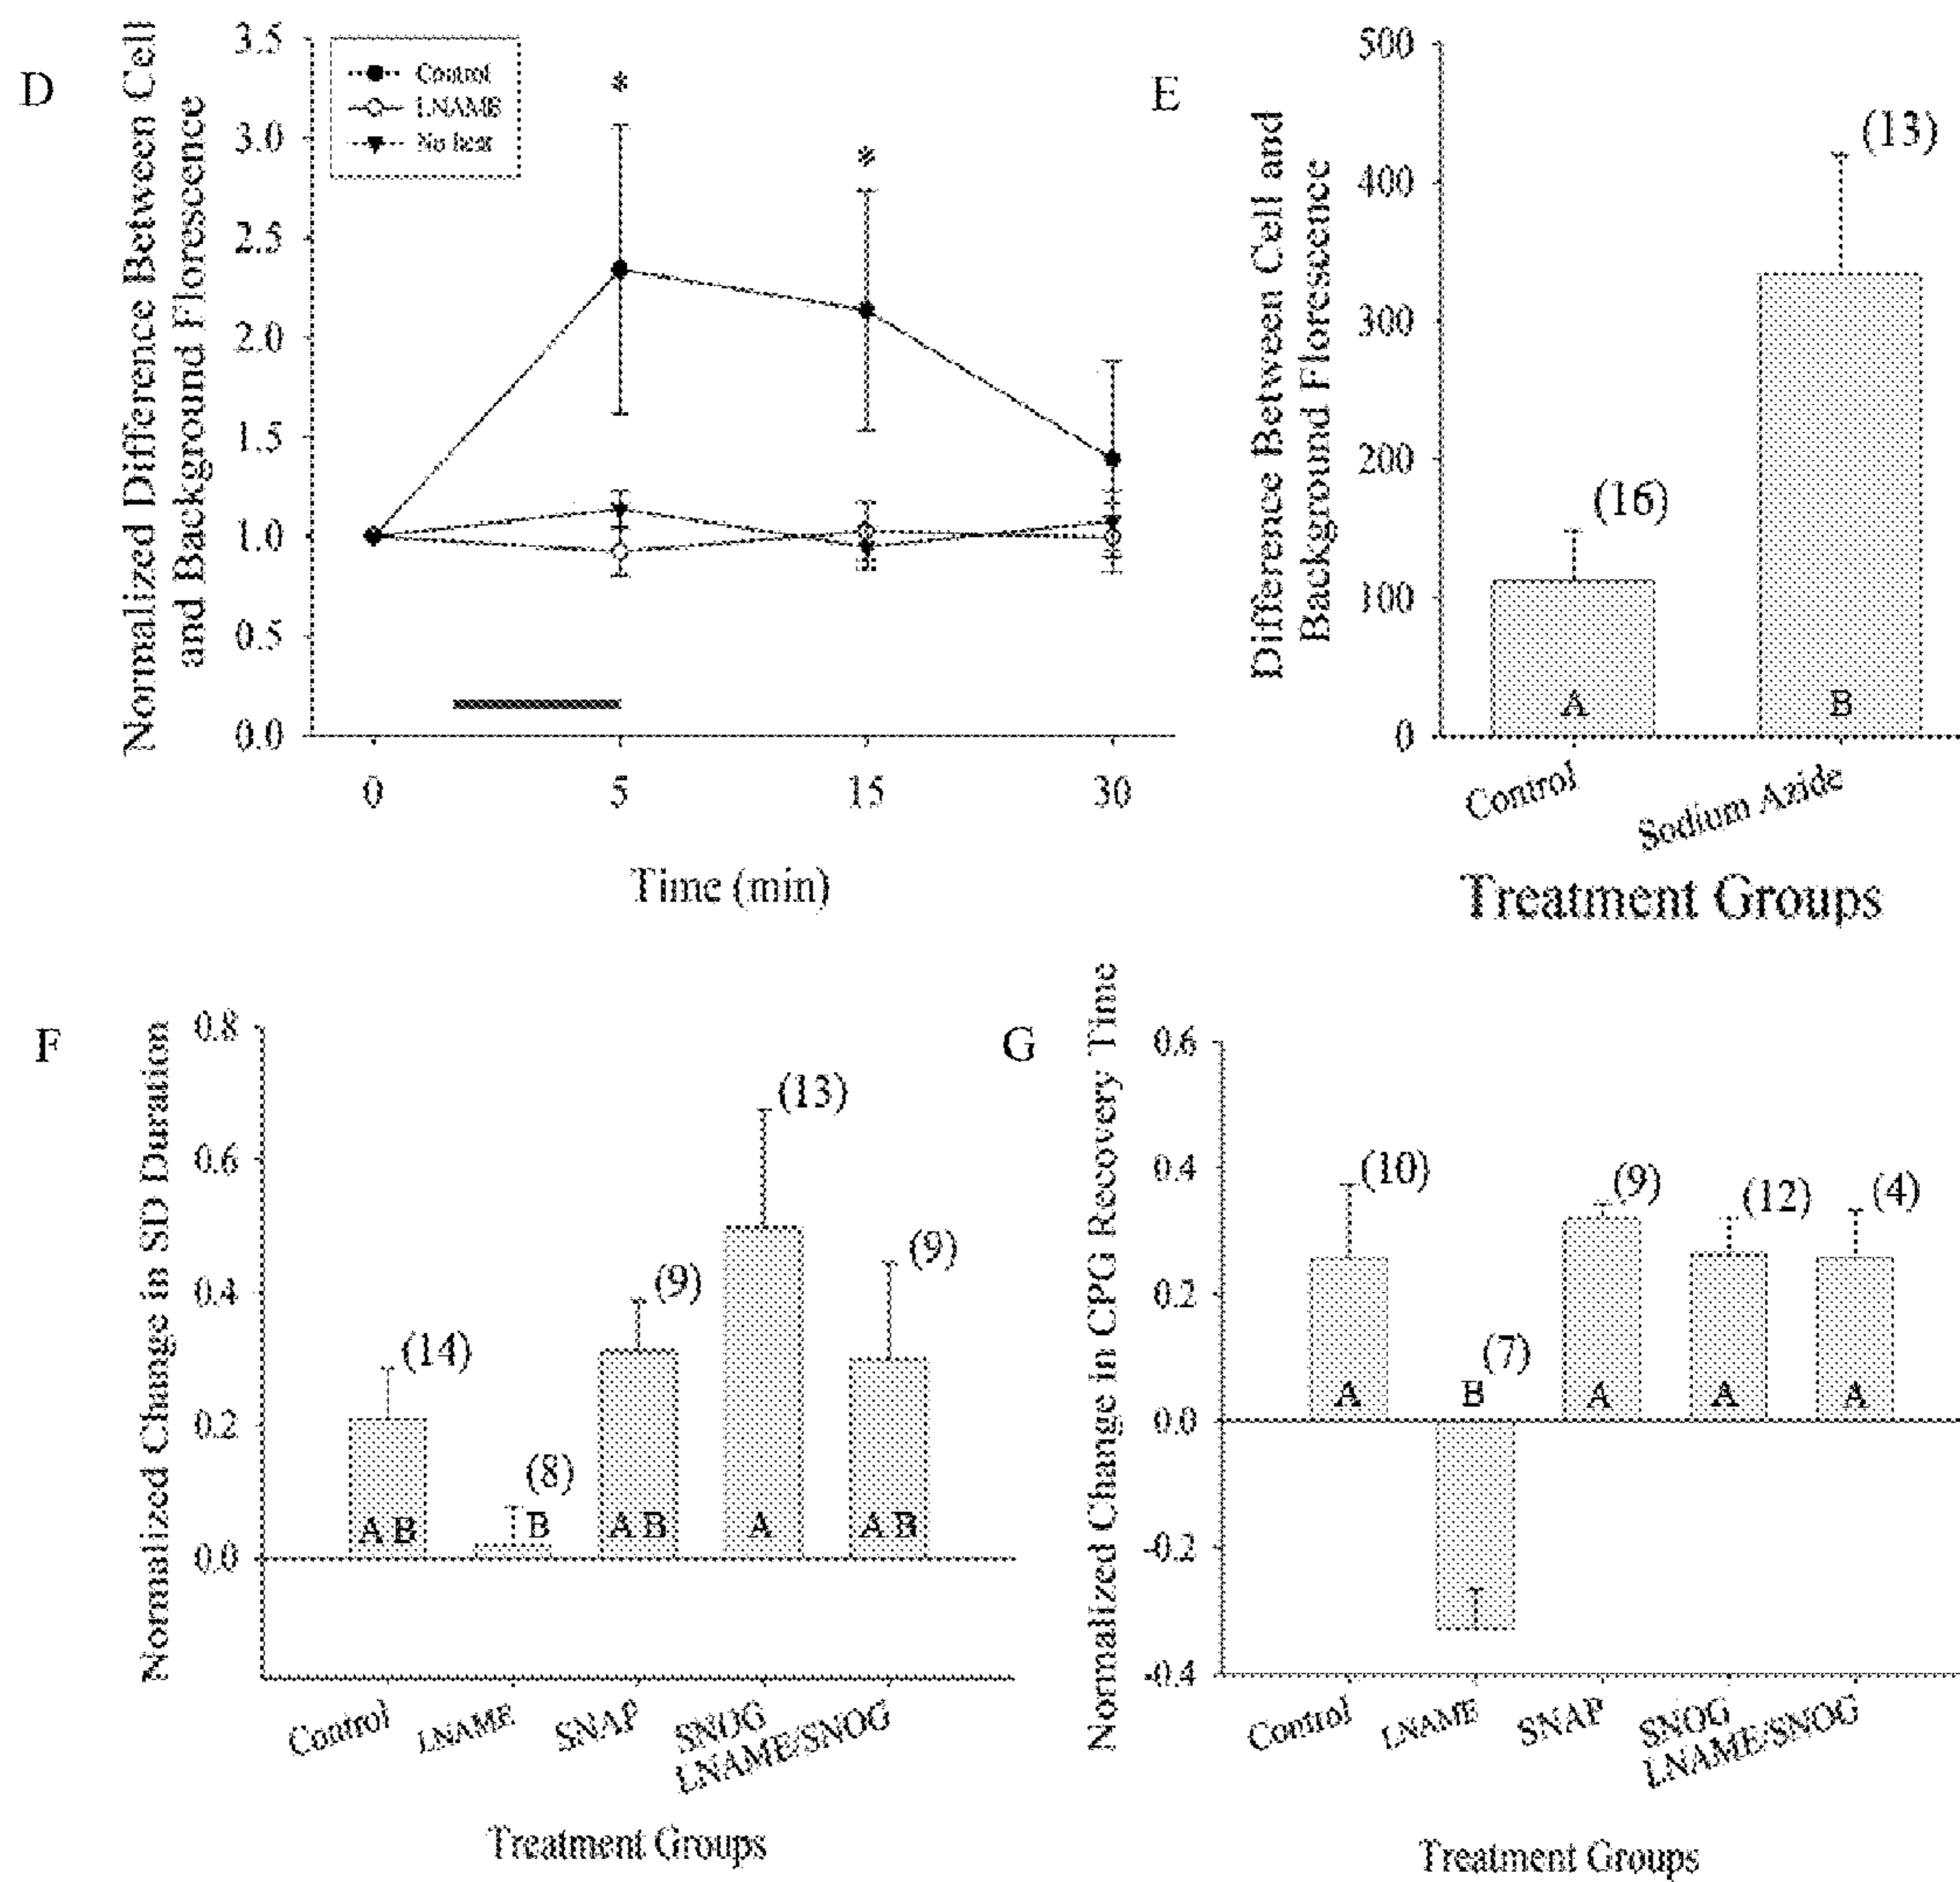 D
Normalized Difference Between Cell
and Background Florescence
3.5
3.0
2.5
2.0
1.5
1.0
0.5
0.0
Control
LNAME
No heat
*
*
0 5 15 30
Time (min)
E
Difference Between Cell and
Background Florescence
500
400
300
200
100
0
(16)
(13)
A
B
Control
Sodium Azide
Treatment Groups
F
Normalized Change in SD Duration
0.8
0.6
0.4
0.2
0.0
(14)
(8)
(9)
(13)
(9)
A B
B
A B
A
A B
Control
LNAME
SNAP
SNOG
LNAME/SNOG
Treatment Groups
G
Normalized Change in CPG Recovery Time
0.6
0.4
0.2
0.0
-0.2
-0.4
(10)
(7)
(9)
(12)
(4)
A
B
A
A
A
Control
LNAME
SNAP
SNOG
LNAME/SNOG
Treatment Groups